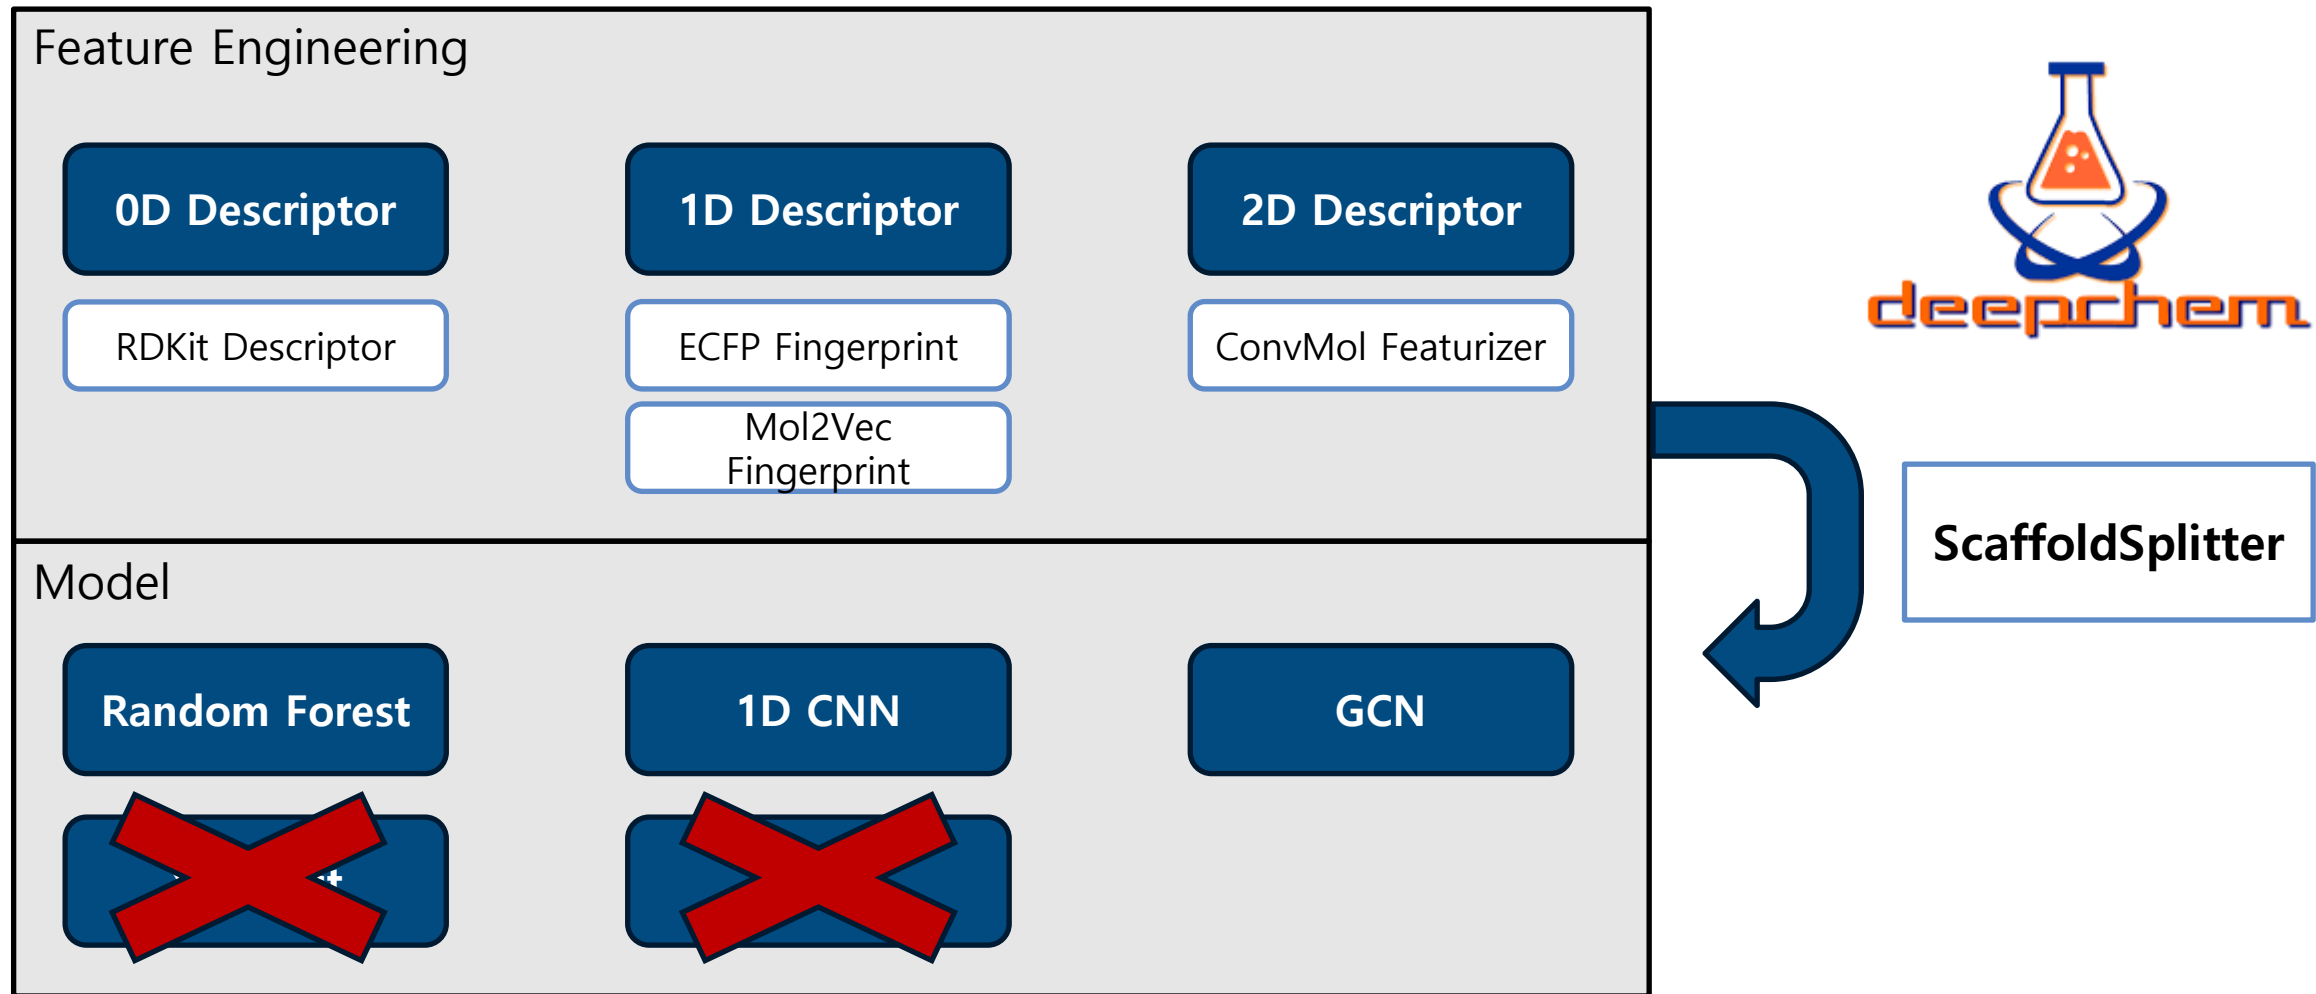 Feature Engineering
0D Descriptor
1D Descriptor
2D Descriptor
RDKit Descriptor
ECFP Fingerprint
ConvMol Featurizer
Mol2Vec
Fingerprint
deepchem
ScaffoldSplitter
Model
Random Forest
1D CNN
GCN